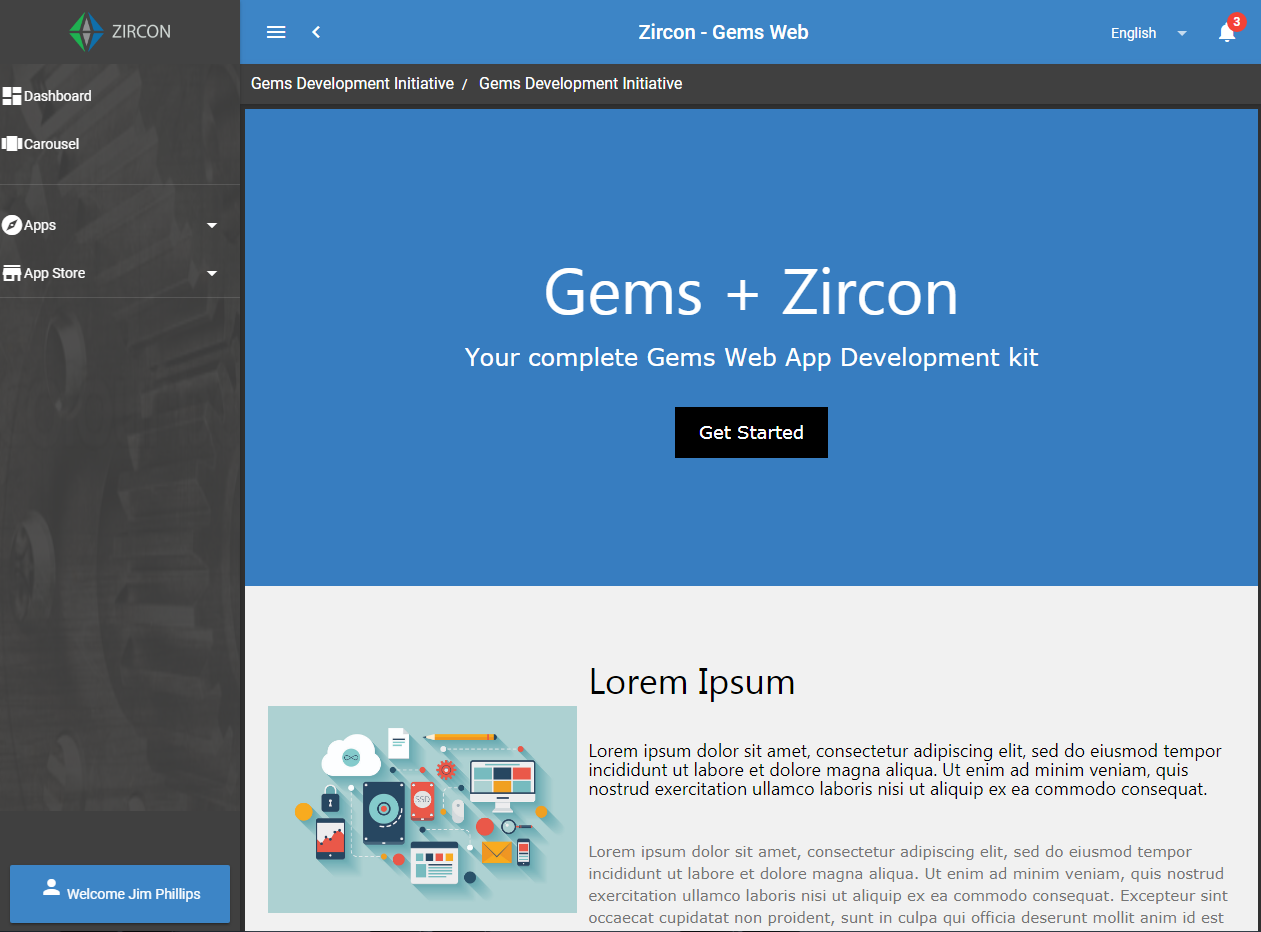 ZIRCON
Zircon - Gems Web
English
3
Gems Development Initiative / Gems Development Initiative
Dashboard
Carousel
Apps
App Store
Welcome Jim Phillips
Gems + Zircon
Your complete Gems Web App Development kit
Get Started
SSD
Lorem Ipsum
Lorem ipsum dolor sit amet, consectetur adipiscing elit, sed do eiusmod tempor
incididunt ut labore et dolore magna aliqua. Ut enim ad minim veniam, quis
nostrud exercitation ullamco laboris nisi ut aliquip ex ea commodo consequat.
Lorem ipsum dolor sit amet, consectetur adipiscing elit, sed do eiusmod tempor
incididunt ut labore et dolore magna aliqua. Ut enim ad minim veniam, quis nostrud
exercitation ullamco laboris nisi ut aliquip ex ea commodo consequat. Excepteur sint
occaecat cupidatat non proident, sunt in culpa qui officia deserunt mollit anim id est